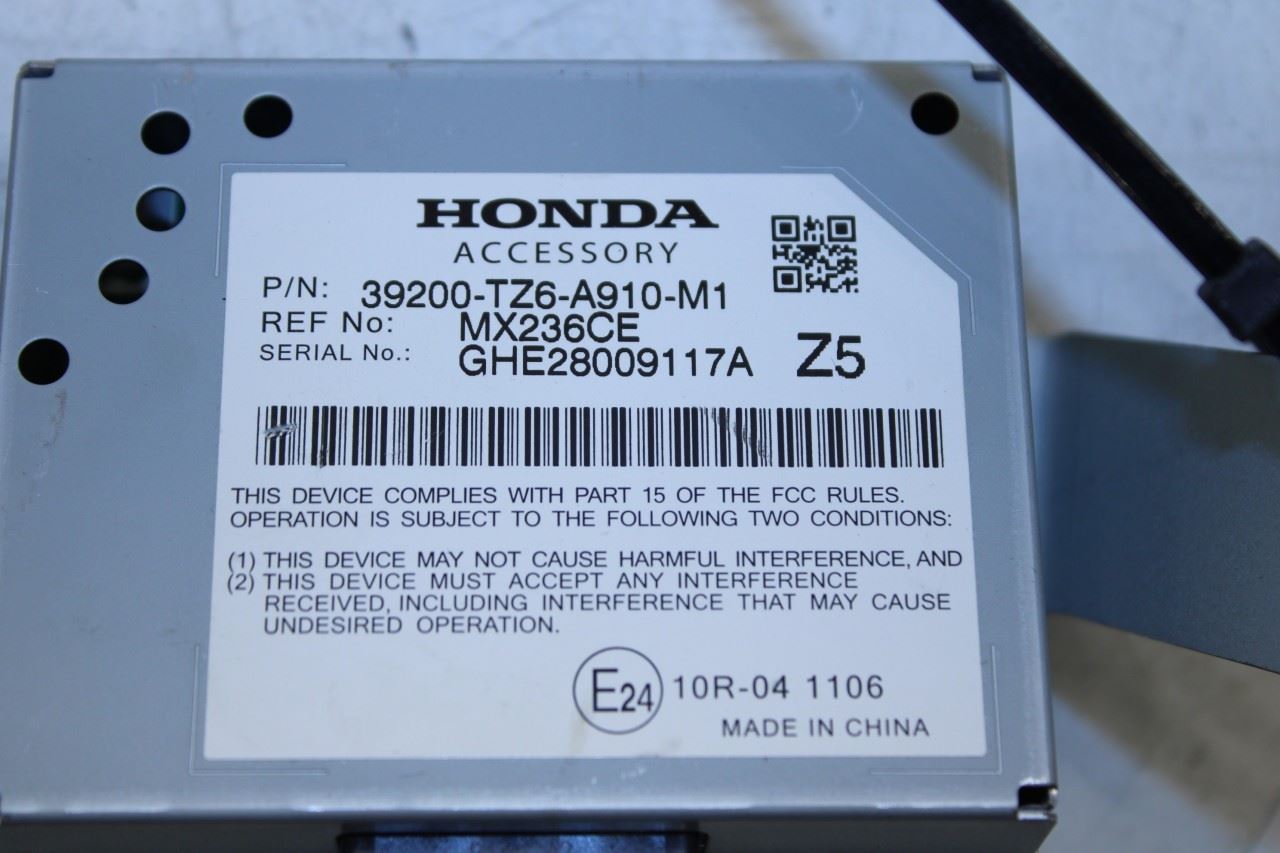 HONDA
ACCESSORY
P/N: 39200-TZ6-A910-M1
REF No: MX236CE
SERIAL No.: GHE28009117A Z5
THIS DEVICE COMPLIES WITH PART 15 OF THE FCC RULES.
OPERATION IS SUBJECT TO THE FOLLOWING TWO CONDITIONS:
(1) THIS DEVICE MAY NOT CAUSE HARMFUL INTERFERENCE, AND
(2) THIS DEVICE MUST ACCEPT ANY INTERFERENCE
RECEIVED, INCLUDING INTERFERENCE THAT MAY CAUSE
UNDESIRED OPERATION.
E24 10R-04 1106
MADE IN CHINA